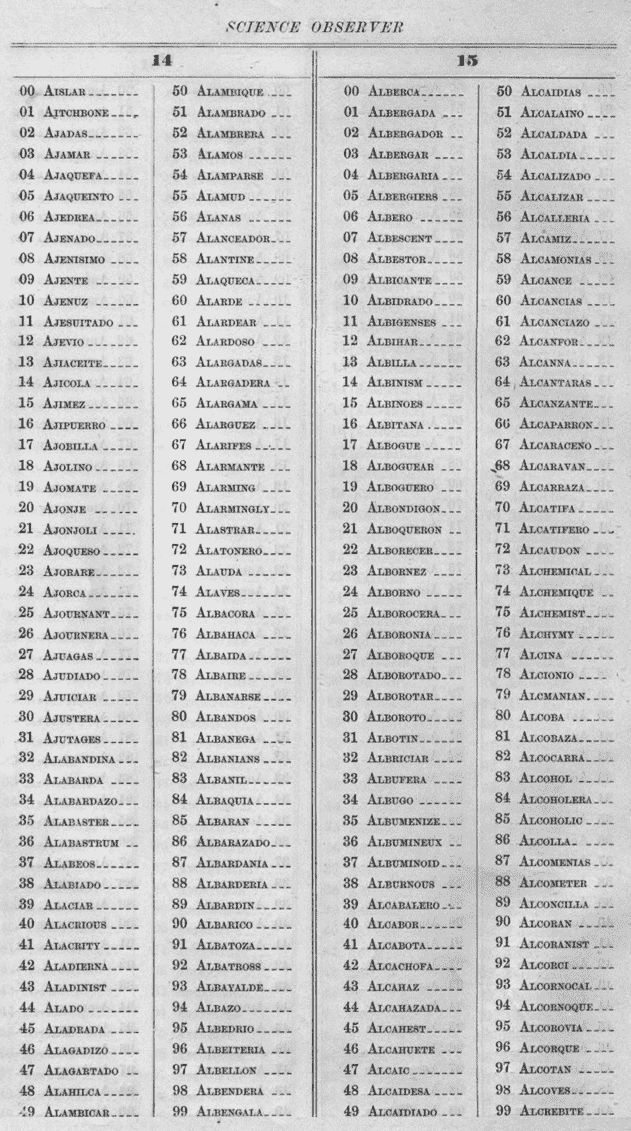 SCIENCE OBSERVER
14
00 AISLAR
01 AITCHBONE
02 AJADAS
03 AJAMAR
04 AJAQUEFA
05 AJAQUEINTO
06 AJEDREA
07 AJENADO
08 AJENISIMO
09 AJENTE
10 AJENUZ
11 AJESUITADO
12 AJEVIO
13 AJIACEITE
14 AJICOLA
15 AJIMEZ
16 AJIPUERRO
17 AJOBILLA
18 AJOLINO
19 AJOMATE
20 AJONJE
21 AJONJOLI
22 AJOQUESO
23 AJORARE
24 AJORCA
25 AJOURNANT
26 AJOURNERA
27 AJUAGAS
28 AJUDIADO
29 AJUICIAR
30 AJUSTERA
31 AJUTAGES
32 ALABANDINA
33 ALABARDA
34 ALABARDAZO
35 ALABASTER
36 ALABASTRUM
37 ALABEOS
38 ALABIADO
39 ALACIAR
40 ALACRIOUS
41 ALACRITY
42 ALADIERNA
43 ALADINIST
44 ALADO
45 ALADRADA
46 ALAGADIZO
47 ALAGARTADO
48 ALAHILCA
49 ALAMBICAR
50 ALAMBIQUE
51 ALAMBRADO
52 ALAMBRERA
53 ALAMOS
54 ALAMPARSE
55 ALAMUD
56 ALANAS
57 ALANCEADOR
58 ALANTINE
59 ALAQUECA
60 ALARDE
61 ALARDEAR
62 ALARDOSO
63 ALARGADAS
64 ALARGADERA
65 ALARGAMA
66 ALARGUEZ
67 ALARIFES
68 ALARMANTE
69 ALARMING
70 ALARMINGLY
71 ALASTRAR
72 ALATONERO
73 ALAUDA
74 ALAVES
75 ALBACORA
76 ALBAHACA
77 ALBAIDA
78 ALBAIRE
79 ALBANARSE
80 ALBANDOS
81 ALBANEGA
82 ALBANIANS
83 ALBANIL
84 ALBAQUIA
85 ALBARAN
86 ALBARAZADO
87 ALBARDANIA
88 ALBARDERIA
89 ALBARDIN
90 ALBARICO
91 ALBATOZA
92 ALBATROSS
93 ALBAYALDE
94 ALBAZO
95 ALBEDRIO
96 ALBEITERIA
97 ALBELLON
98 ALBENDERA
99 ALBENGALA
15
00 ALBERCA
01 ALBERGADA
02 ALBERGADOR
03 ALBERGAR
04 ALBERGARIA
05 ALBERGIERS
06 ALBERO
07 ALBESCENT
08 ALBESTOR
09 ALBICANTE
10 ALBIDRADO
11 ALBIGENSES
12 ALBIHAR
13 ALBILLA
14 ALBINISM
15 ALBINOES
16 ALBITANA
17 ALBOGUE
18 ALBOGUEAR
19 ALBOGUERO
20 ALBONDIGON
21 ALBOQUERON
22 ALBORECER
23 ALBORNEZ
24 ALBORNO
25 ALBOROCERA
26 ALBORONIA
27 ALBOROQUE
28 ALBOROTADO
29 ALBOROTAR
30 ALBOROTO
31 ALBOTIN
32 ALBRICIAR
33 ALBUFERA
34 ALBUGO
35 ALBUMENIZE
36 ALBUMINEUX
37 ALBUMINOID
38 ALBURNOUS
39 ALCABALERO
40 ALCABOR
41 ALCABOTA
42 ALCACHOFA
43 ALCAHAZ
44 ALCAHAZADA
45 ALCAHEST
46 ALCAHUETE
47 ALCAIC
48 ALCAIDESA
49 ALCAIDIADO
50 ALCAIDIAS
51 ALCALAINO
52 ALCALDADA
53 ALCALDIA
54 ALCALIZADO
55 ALCALIZAR
56 ALCALLERIA
57 ALCAMIZ
58 ALCAMONIAS
59 ALCANCE
60 ALCANCIAS
61 ALCANCIAZO
62 ALCANFOR
63 ALCANNA
64 ALCANTARAS
65 ALCANZANTE
66 ALCAPARRON
67 ALCARACENO
68 ALCARAVAN
69 ALCARRAZA
70 ALCATIFA
71 ALCATIFERO
72 ALCAUDON
73 ALCHEMICAL
74 ALCHEMIQUE
75 ALCHEMIST
76 ALCHYMY
77 ALCINA
78 ALCIONIO
79 ALCMANIAN
80 ALCOBA
81 ALCOBAZA
82 ALCOCARRA
83 ALCOHOL
84 ALCOHOLERA
85 ALCOHOLIC
86 ALCOLLA
87 ALCOMENIAS
88 ALCOMETER
89 ALCONCILLA
90 ALCORAN
91 ALCORANIST
92 ALCORCI
93 ALCORNOCAL
94 ALCORNOQUE
95 ALCOROVIA
96 ALCORQUE
97 ALCOTAN
98 ALCOVES
99 ALCREBITE